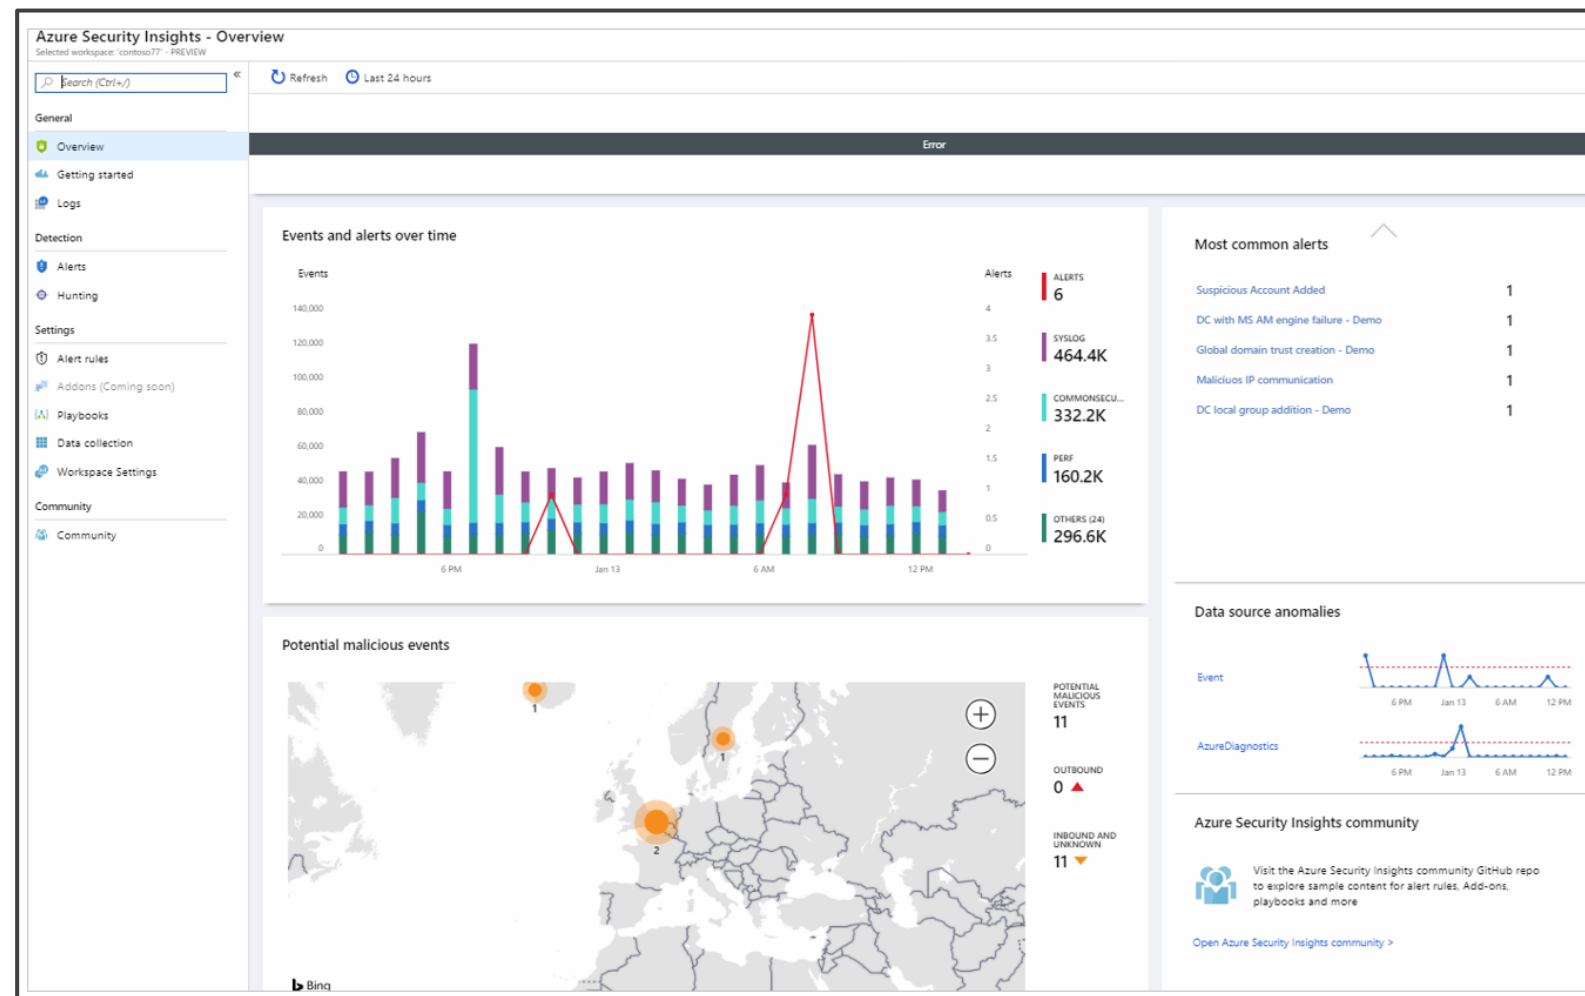 Azure Security Insights - Overview
Selected workspace: 'contoso77' - PREVIEW
Search (Ctrl+/)
«
Refresh
Last 24 hours
General
Overview
Getting started
Logs
Detection
Alerts
Hunting
Settings
Alert rules
Addons (Coming soon)
Playbooks
Data collection
Workspace Settings
Community
Community
Error
Events and alerts over time
Events
Alerts
140,000
120,000
100,000
80,000
60,000
40,000
20,000
0
4
3.5
3
2.5
2
1.5
1
0.5
0
6 PM
Jan 13
6 AM
12 PM
ALERTS
6
SYSLOG
464.4K
COMMONSECU...
332.2K
PERF
160.2K
OTHERS (24)
296.6K
Potential malicious events
1
1
2
Bing
POTENTIAL
MALICIOUS
EVENTS
11
OUTBOUND
0
INBOUND AND
UNKNOWN
11
Most common alerts
Suspicious Account Added 1
DC with MS AM engine failure - Demo 1
Global domain trust creation - Demo 1
Maliciuos IP communication 1
DC local group addition - Demo 1
Data source anomalies
Event
6 PM Jan 13 6 AM 12 PM
AzureDiagnostics
6 PM Jan 13 6 AM 12 PM
Azure Security Insights community
Visit the Azure Security Insights community GitHub repo
to explore sample content for alert rules, Add-ons,
playbooks and more
Open Azure Security Insights community >